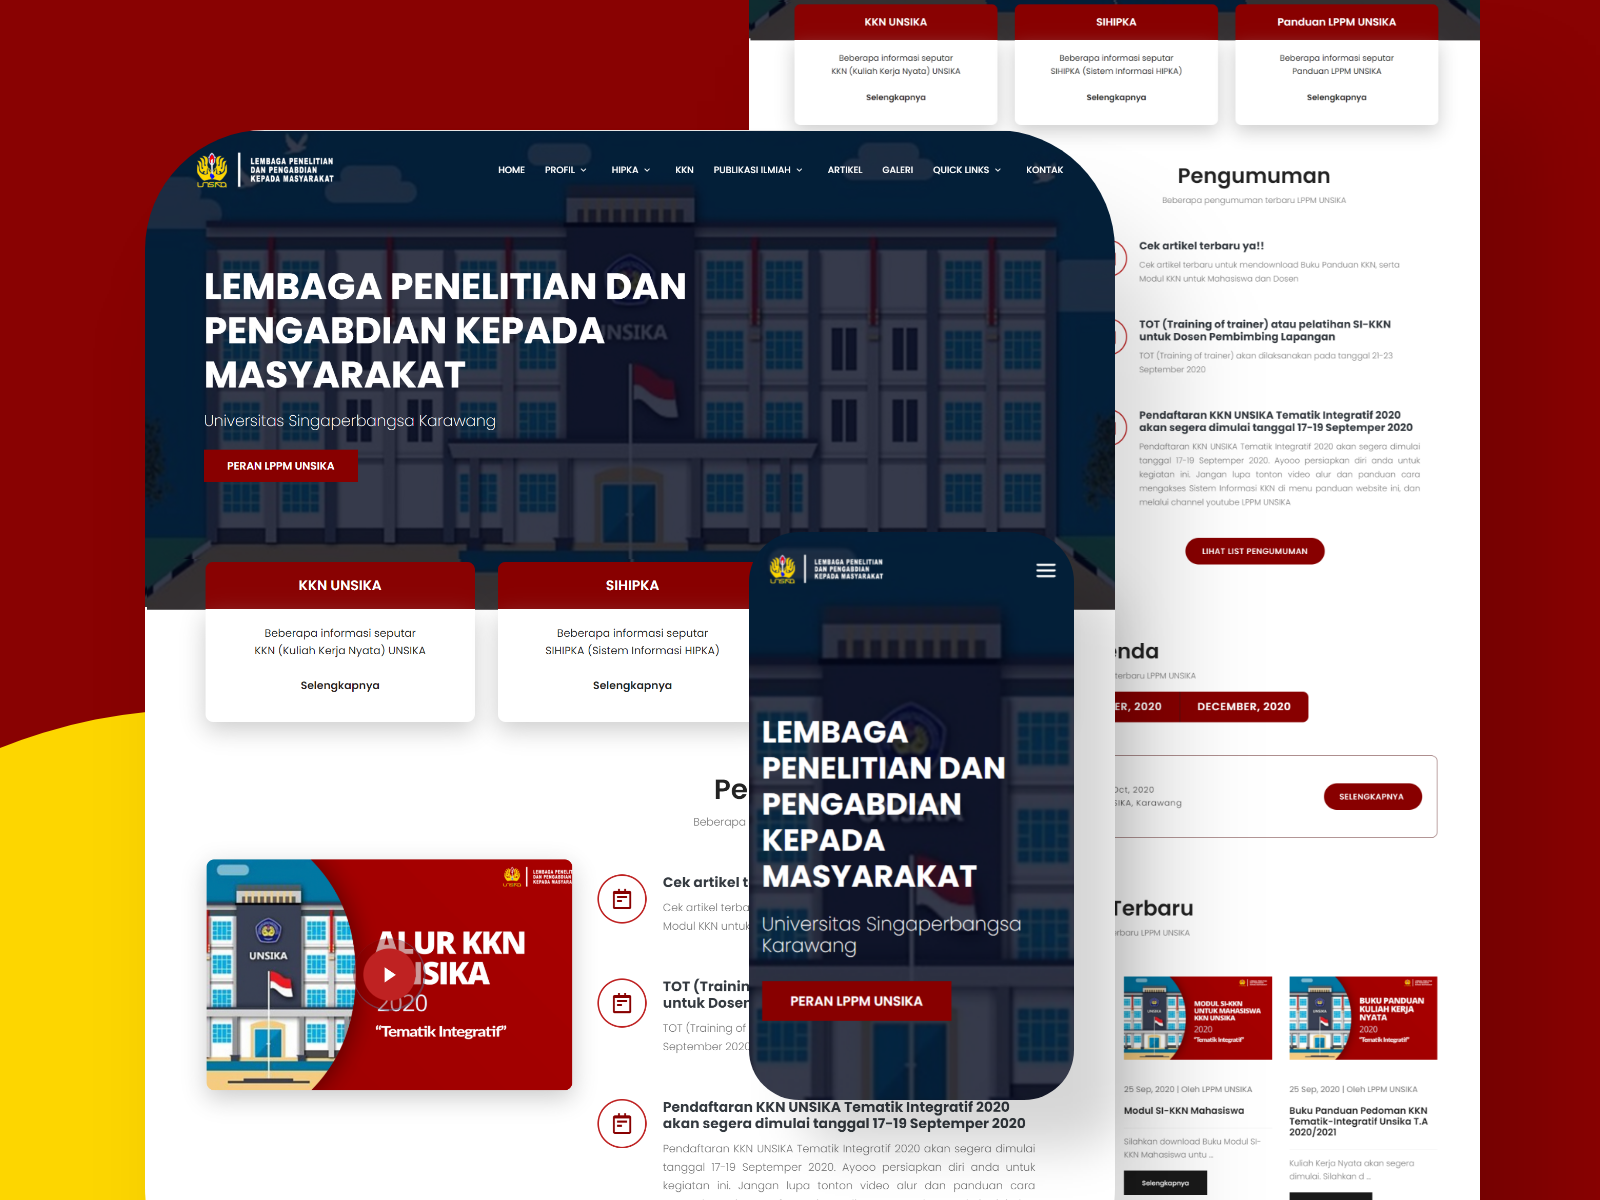 KKN UNSIKA
Beberapa informasi seputar
KKN (Kuliah Kerja Nyata) UNSIKA
Selengkapnya
SIHIPKA
Beberapa informasi seputar
SIHIPKA (Sistem Informasi HIPKA)
Selengkapnya
Panduan LPPM UNSIKA
Beberapa informasi seputar
Panduan LPPM UNSIKA
Selengkapnya
UNSIKA
LEMBAGA PENELITIAN
DAN PENGABDIAN
KEPADA MASYARAKAT
HOME
PROFIL
HIPKA
KKN
PUBLIKASI ILMIAH
ARTIKEL
GALERI
QUICK LINKS
KONTAK
LEMBAGA PENELITIAN DAN
PENGABDIAN KEPADA
MASYARAKAT
UNSIKA
Universitas Singaperbangsa Karawang
PERAN LPPM UNSIKA
KKN UNSIKA
Beberapa informasi seputar
KKN (Kuliah Kerja Nyata) UNSIKA
Selengkapnya
SIHIPKA
Beberapa informasi seputar
SIHIPKA (Sistem Informasi HIPKA)
Selengkapnya
Pe
Beberapa
UNSIKA
LEMBAGA PENELIT
DAN PENGABDIAN
KEPADA MASYARAK
UNSIKA
ALUR KKN
SIKA
2020
"Tematik Integratif"
Cek artikel t
Cek artikel terba
Modul KKN untuk
TOT (Trainin
untuk Doser
TOT (Training of
September 2020
Pendaftaran KKN UNSIKA Tematik Integratif 2020
akan segera dimulai tanggal 17-19 Septemper 2020
Pendaftaran KKN UNSIKA Tematik Integratif 2020 akan segera dimulai
tanggal 17-19 Septemper 2020. Ayooo persiapkan diri anda untuk
kegiatan ini. Jangan lupa tonton video alur dan panduan cara
UNSIKA
LEMBAGA PENELITIAN
DAN PENGABDIAN
KEPADA MASYARAKAT
LEMBAGA
PENELITIAN DAN
PENGABDIAN
KEPADA
MASYARAKAT
Universitas Singaperbangsa
Karawang
PERAN LPPM UNSIKA
Pengumuman
Beberapa pengumuman terbaru LPPM UNSIKA
Cek artikel terbaru ya!!
Cek artikel terbaru untuk mendownload Buku Panduan KKN, serta
Modul KKN untuk Mahasiswa dan Dosen
TOT (Training of trainer) atau pelatihan SI-KKN
untuk Dosen Pembimbing Lapangan
TOT (Training of trainer) akan dilaksanakan pada tanggal 21-23
September 2020
Pendaftaran KKN UNSIKA Tematik Integratif 2020
akan segera dimulai tanggal 17-19 Septemper 2020
Pendaftaran KKN UNSIKA Tematik Integratif 2020 akan segera dimulai
tanggal 17-19 Septemper 2020. Ayooo persiapkan diri anda untuk
kegiatan ini. Jangan lupa tonton video alur dan panduan cara
mengakses Sistem Informasi KKN di menu panduan website ini, dan
melalui channel youtube LPPM UNSIKA
LIHAT LIST PENGUMUMAN
enda
terbaru LPPM UNSIKA
ER, 2020
DECEMBER, 2020
Oct, 2020
SIKA, Karawang
SELENGKAPNYA
Terbaru
rbaru LPPM UNSIKA
MODUL SI-KKN
UNTUK MAHASISWA
KKN UNSIKA
2020
"Tematik Integratif"
25 Sep, 2020 | Oleh LPPM UNSIKA
Modul SI-KKN Mahasiswa
Silahkan download Buku Modul SI-
KKN Mahasiswa untu ...
Selengkapnya
BUKU PANDUAN
KULIAH KERJA
NYATA
2020
"Tematik Integratif"
25 Sep, 2020 | Oleh LPPM UNSIKA
Buku Panduan Pedoman KKN
Tematik-Integratif Unsika T.A
2020/2021
Kuliah Kerja Nyata akan segera
dimulai. Silahkan d ...